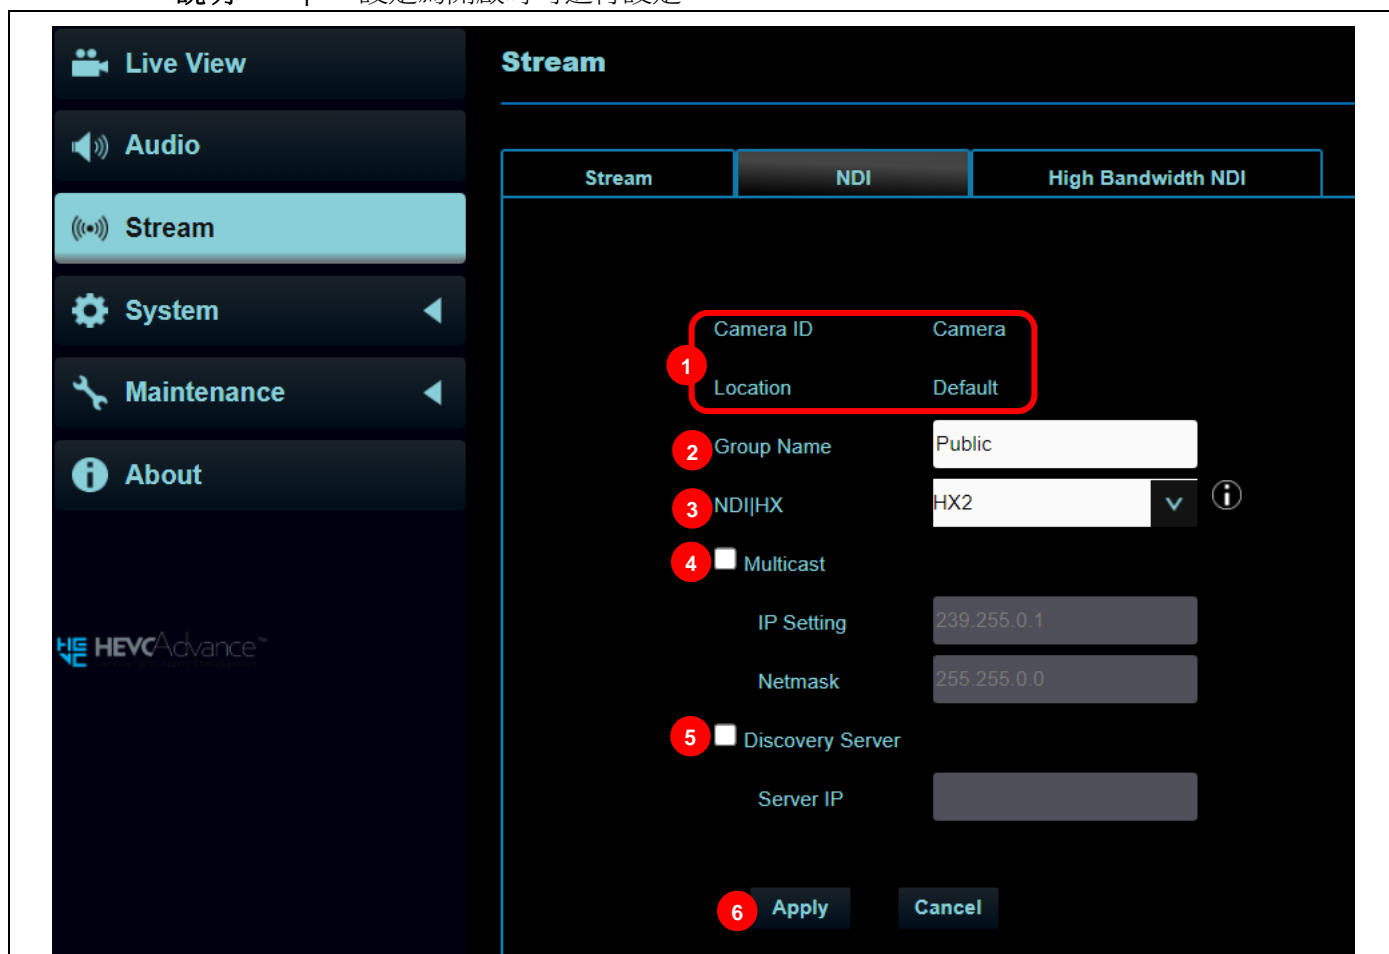 Live View
Stream
Audio
Stream NDI High Bandwidth NDI
Stream
System
Camera ID Camera
1
Maintenance
Location Default
2 Group Name Public
About
3 NDI|HX HX2
4 Multicast
IP Setting 239.255.0.1
HEVCAdvance™
Netmask 255.255.0.0
5 Discovery Server
Server IP
6 Apply Cancel